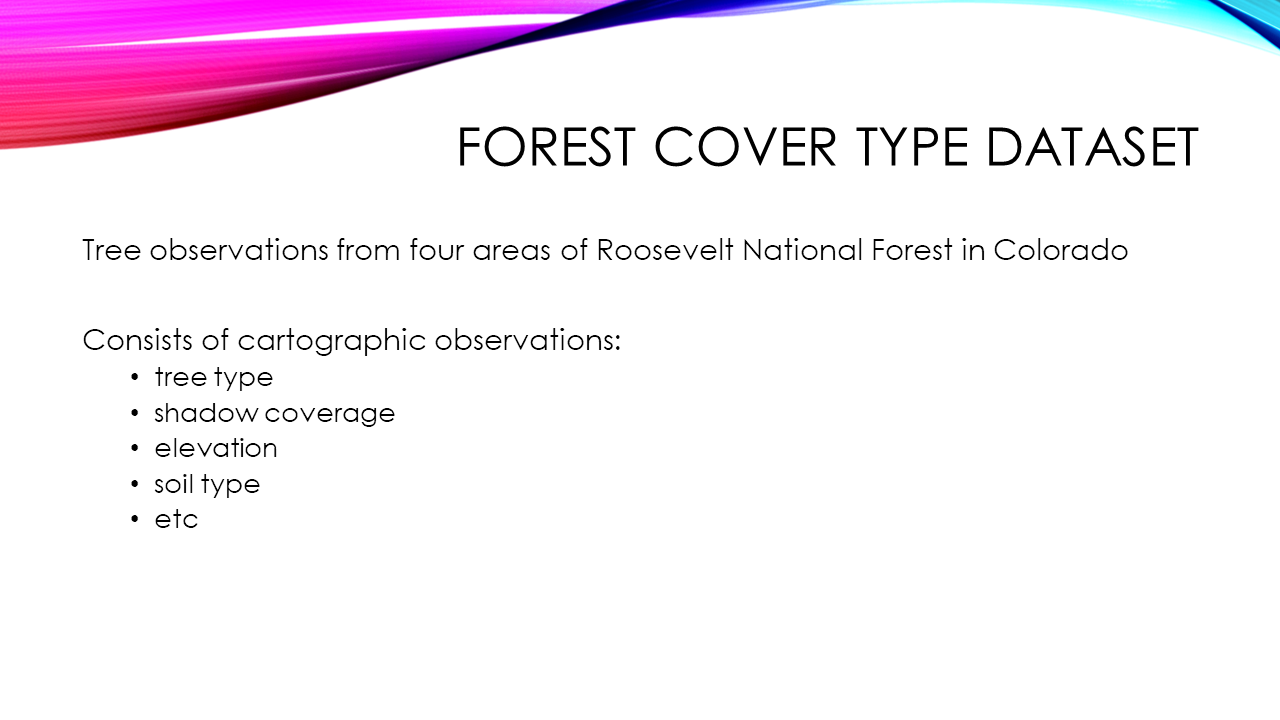 FOREST COVER TYPE DATASET
Tree observations from four areas of Roosevelt National Forest in Colorado
Consists of cartographic observations:
• tree type
• shadow coverage
• elevation
• soil type
• etc